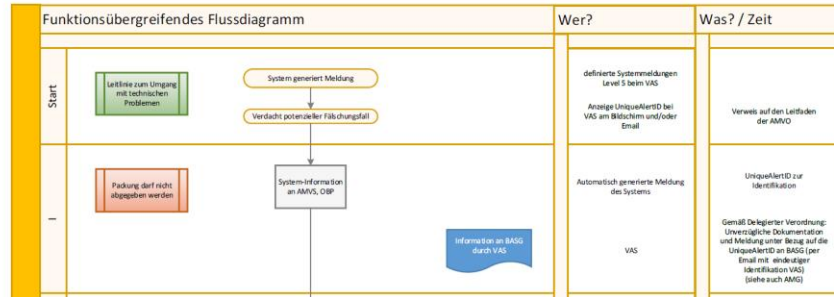 Funktionsübergreifendes Flussdiagramm
Wer?
Was? / Zeit
Start
Leitlinie zum Umgang
mit technischen
Problemen
System generiert Meldung
Verdacht potenzieller Fälschungsfall
definierte Systemmeldungen
Level 5 beim VAS
Anzeige UniqueAlertID bei
VAS am Bildschirm und/oder
Email
Verweis auf den Leitfaden
der AMVO
I
Packung darf nicht
abgegeben werden
System-Information
an AMVS, OBP
Information an BASG
durch VAS
Automatisch generierte Meldung
des Systems
VAS
UniqueAlertID zur
Identifikation
Gemäß Delegierter Verordnung:
Unverzügliche Dokumentation
und Meldung unter Bezug auf die
UniqueAlertID an BASG (per
Email mit eindeutiger
Identifikation VAS)
(siehe auch AMG)